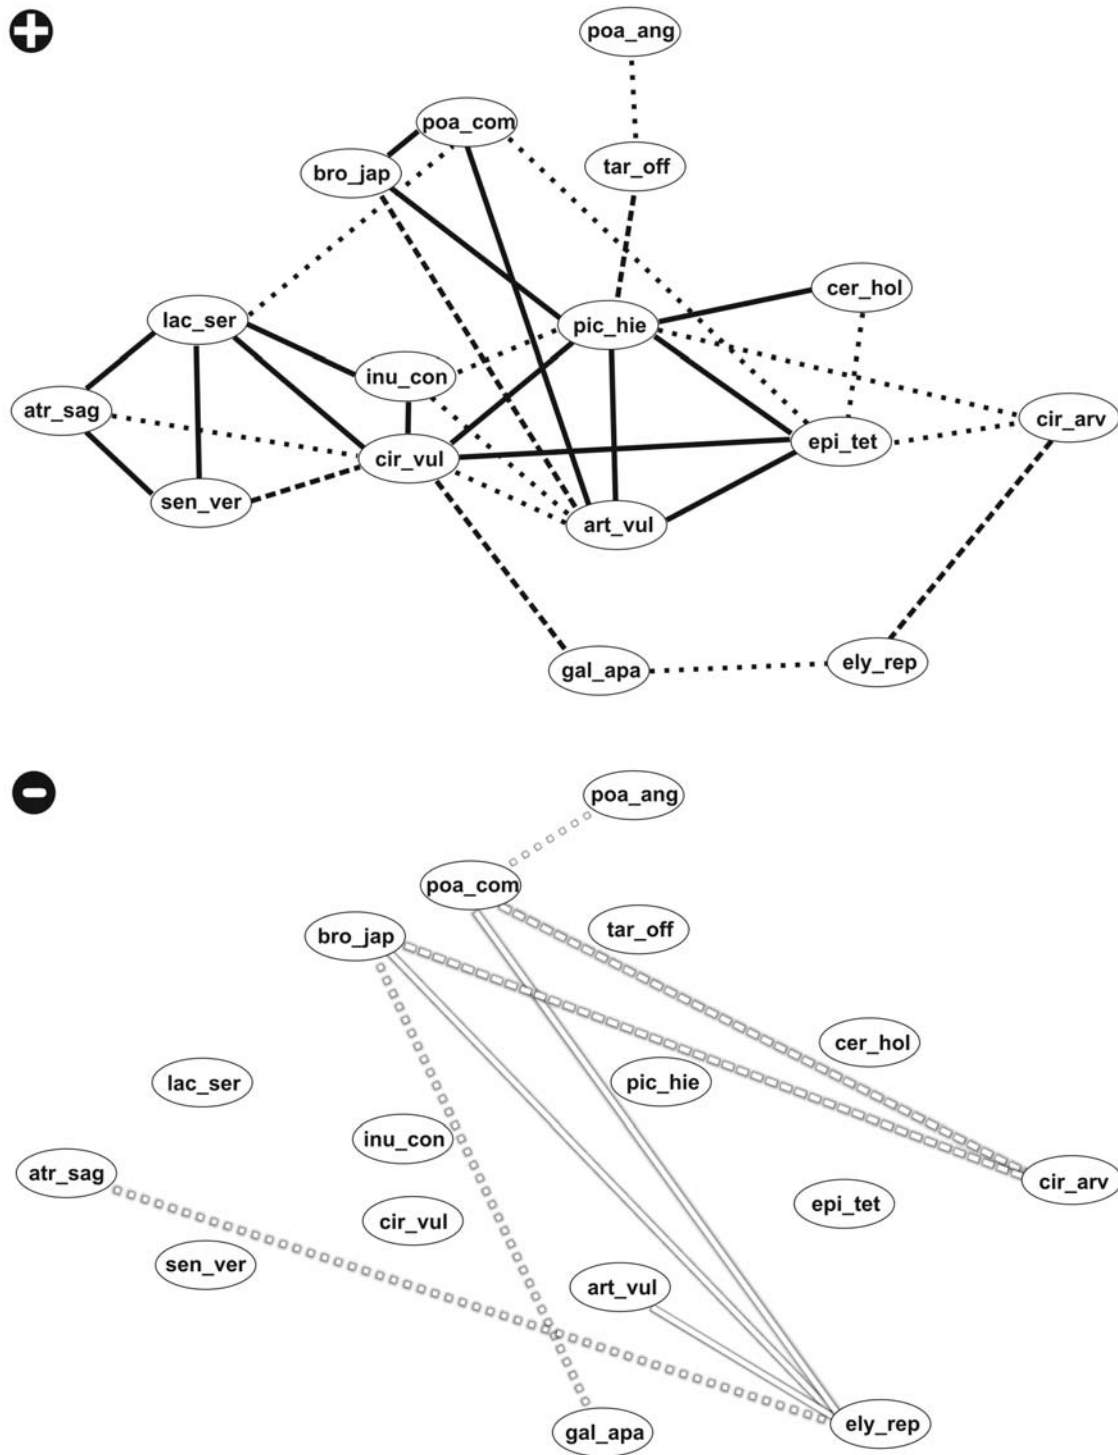 +
poa_ang
poa_com
tar_off
bro_jap
cer_hol
lac_ser
pic_hie
inu_con
atr_sag
cir_arv
epi_tet
cir_vul
sen_ver
art_vul
gal_apa
ely_rep
-
poa_ang
poa_com
tar_off
bro_jap
cer_hol
lac_ser
pic_hie
inu_con
atr_sag
cir_arv
epi_tet
cir_vul
sen_ver
art_vul
ely_rep
gal_apa